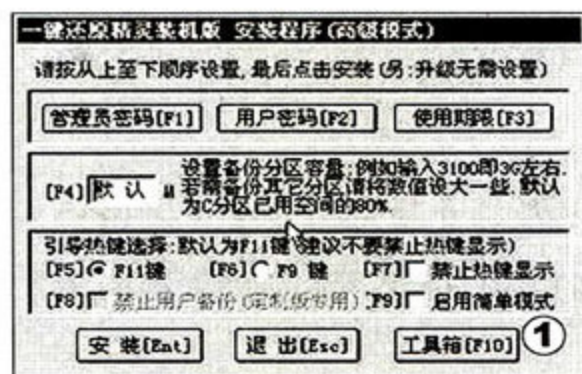 一键还原精灵装机版 安装程序(高级模式)
请按从上至下顺序设置,最后点击安装(另:升级无需设置)
管理员密码[F1] 用户密码[F2] 使用期限[F3]
[F4] 默 认 M 设置备份分区容量:例如输入3100即3G左右.
若需备份其它分区请将数值设大一些.默认
为C分区已用空间的80%.
引导热键选择:默认为F11键(建议不要禁止热键显示)
[F5] F11键 [F6] F9 键 [F7] 禁止热键显示
[F8] 禁止用户备份(定制版专用) [F9] 启用简单模式
安 装[Ent] 退 出[Esc] 工具箱[F10] ①